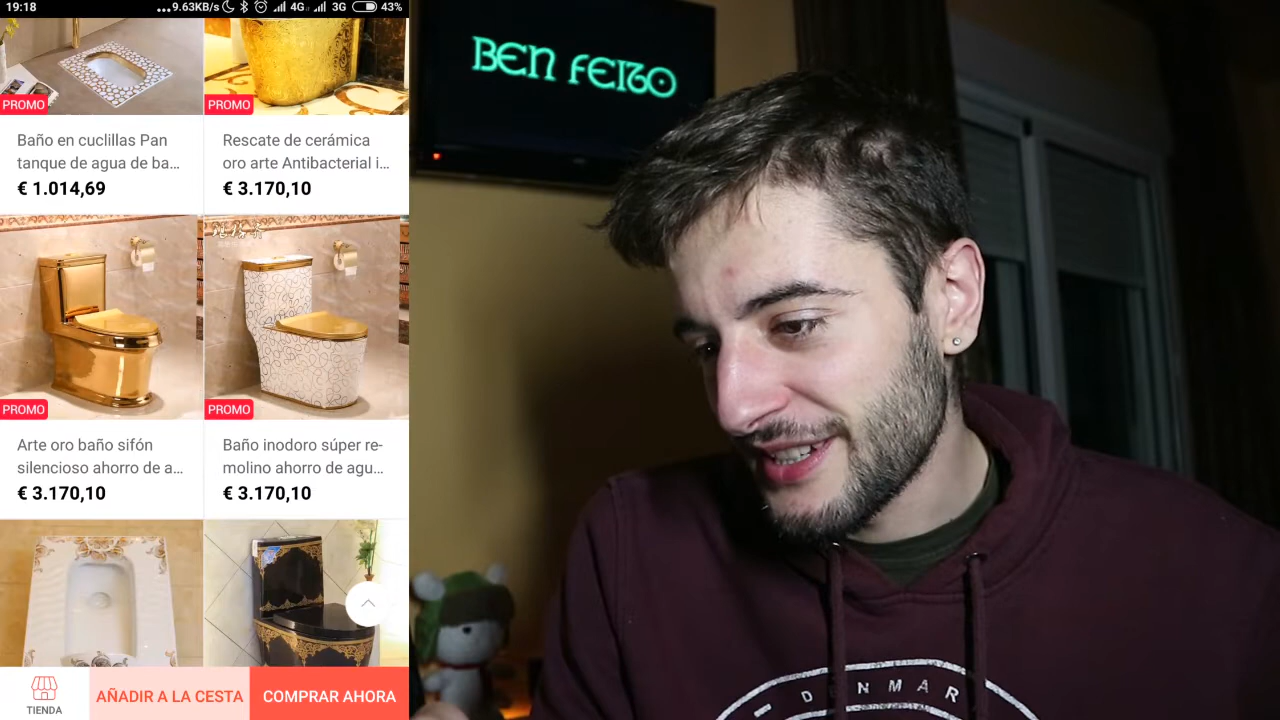 19:18
...9.63KB/s 4G 3G 43%
PROMO
PROMO
Baño en cuclillas Pan
tanque de agua de ba...
€ 1.014,69
Rescate de cerámica
oro arte Antibacterial i...
€ 3.170,10
PROMO
PROMO
Arte oro baño sifón
silencioso ahorro de a...
€ 3.170,10
Baño inodoro súper re-
molino ahorro de agu...
€ 3.170,10
TIENDA
AÑADIR A LA CESTA
COMPRAR AHORA
BEN FEITO
DENMARK